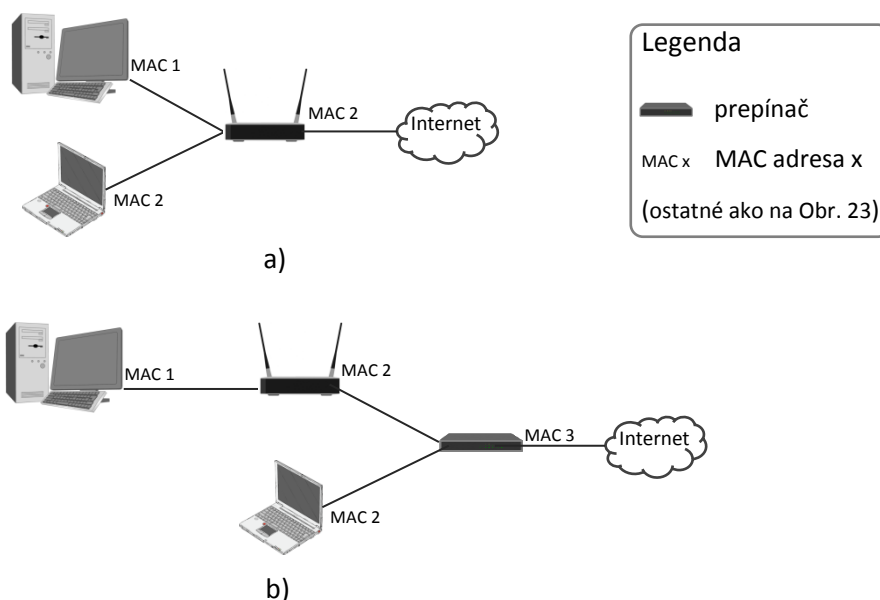 MAC 1
MAC 2
Internet
MAC 2
a)
Legenda
prepínač
MAC x MAC adresa x
(ostatné ako na Obr. 23)
MAC 1
MAC 2
MAC 3
Internet
MAC 2
b)